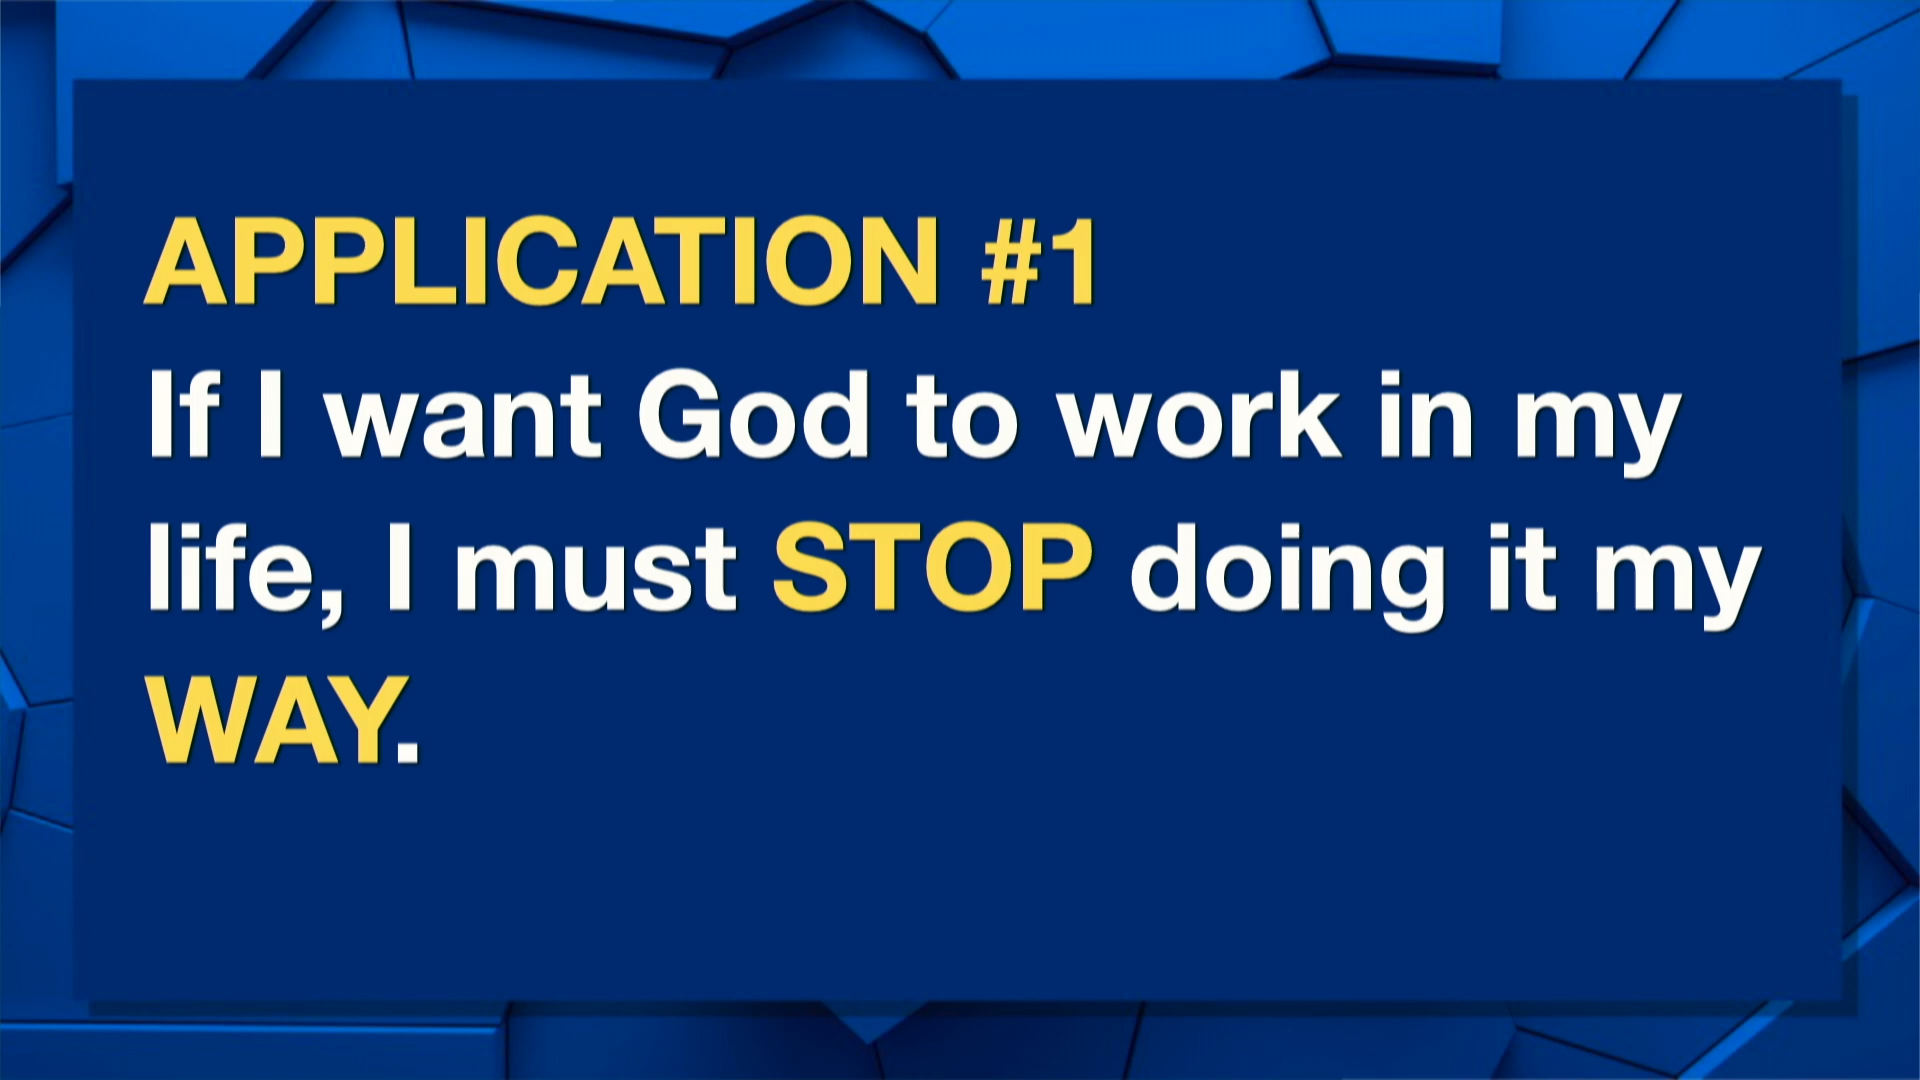 APPLICATION #1
If I want God to work in my
life, I must STOP doing it my
WAY.